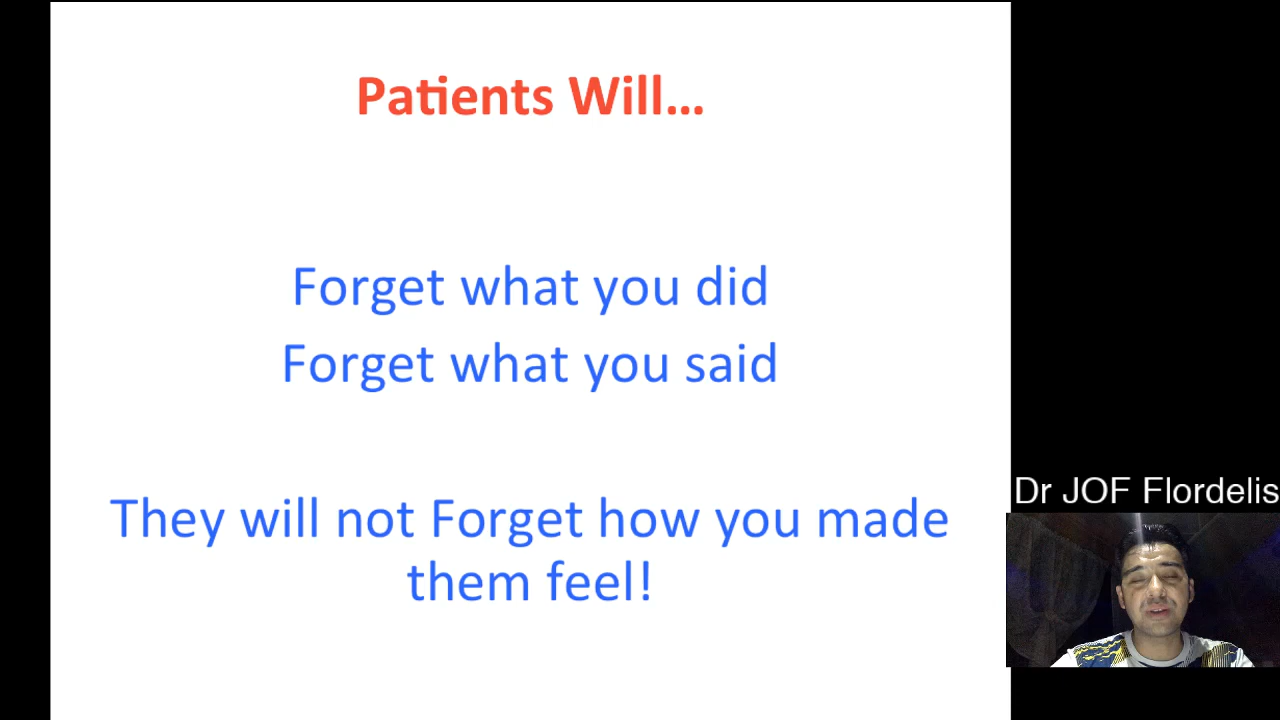 Patients Will...
Forget what you did
Forget what you said
They will not Forget how you made
them feel!
Dr JOF Flordelis